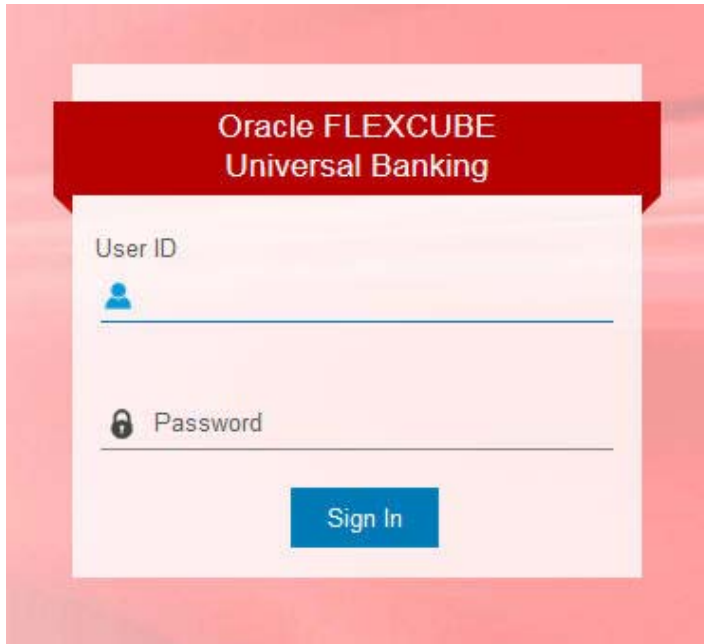 Oracle FLEXCUBE
Universal Banking
User ID
Password
Sign In